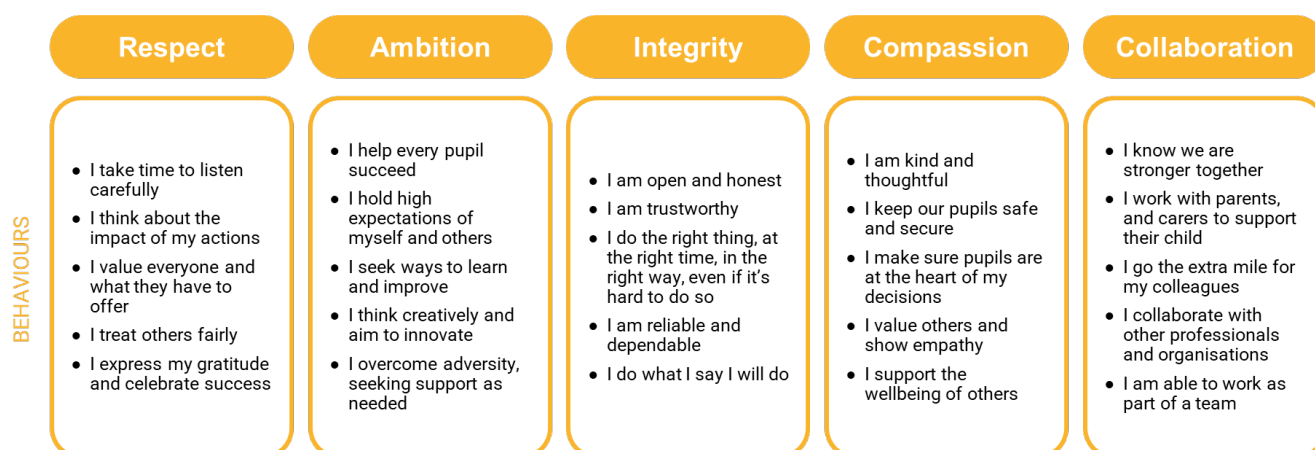 Respect
Ambition
Integrity
Compassion
Collaboration
BEHAVIOURS
• I take time to listen
carefully
• I think about the
impact of my actions
• I value everyone and
what they have to
offer
• I treat others fairly
• I express my gratitude
and celebrate success
• I help every pupil
succeed
• I hold high
expectations of
myself and others
• I seek ways to learn
and improve
• I think creatively and
aim to innovate
• I overcome adversity,
seeking support as
needed
• I am open and honest
• I am trustworthy
• I do the right thing, at
the right time, in the
right way, even if it’s
hard to do so
• I am reliable and
dependable
• I do what I say I will do
• I am kind and
thoughtful
• I keep our pupils safe
and secure
• I make sure pupils are
at the heart of my
decisions
• I value others and
show empathy
• I support the
wellbeing of others
• I know we are
stronger together
• I work with parents,
and carers to support
their child
• I go the extra mile for
my colleagues
• I collaborate with
other professionals
and organisations
• I am able to work as
part of a team